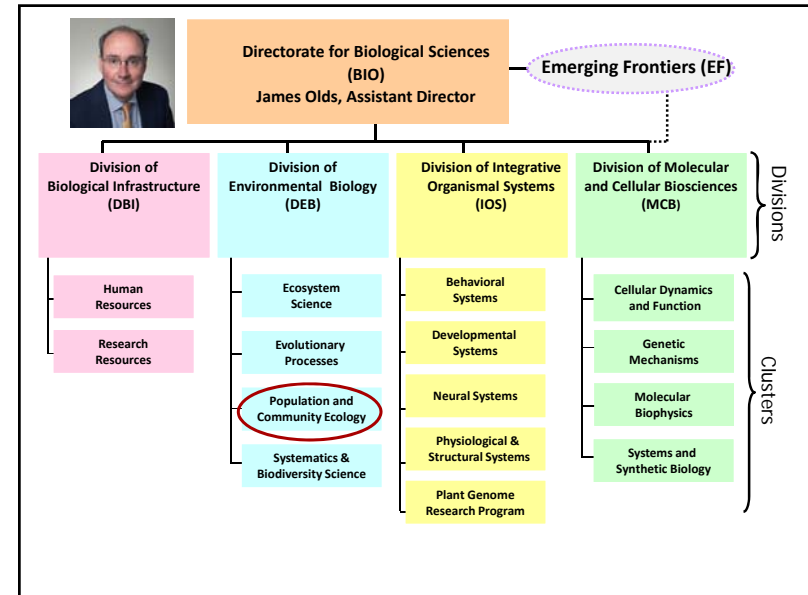 Directorate for Biological Sciences
(BIO)
James Olds, Assistant Director
Emerging Frontiers (EF)
Division of
Biological Infrastructure
(DBI)
Division of
Environmental Biology
(DEB)
Division of Integrative
Organismal Systems
(IOS)
Division of Molecular
and Cellular Biosciences
(MCB)
Divisions
Human
Resources
Research
Resources
Ecosystem
Science
Evolutionary
Processes
Population and
Community Ecology
Systematics &
Biodiversity Science
Behavioral
Systems
Developmental
Systems
Neural Systems
Physiological &
Structural Systems
Plant Genome
Research Program
Cellular Dynamics
and Function
Genetic
Mechanisms
Molecular
Biophysics
Systems and
Synthetic Biology
Clusters